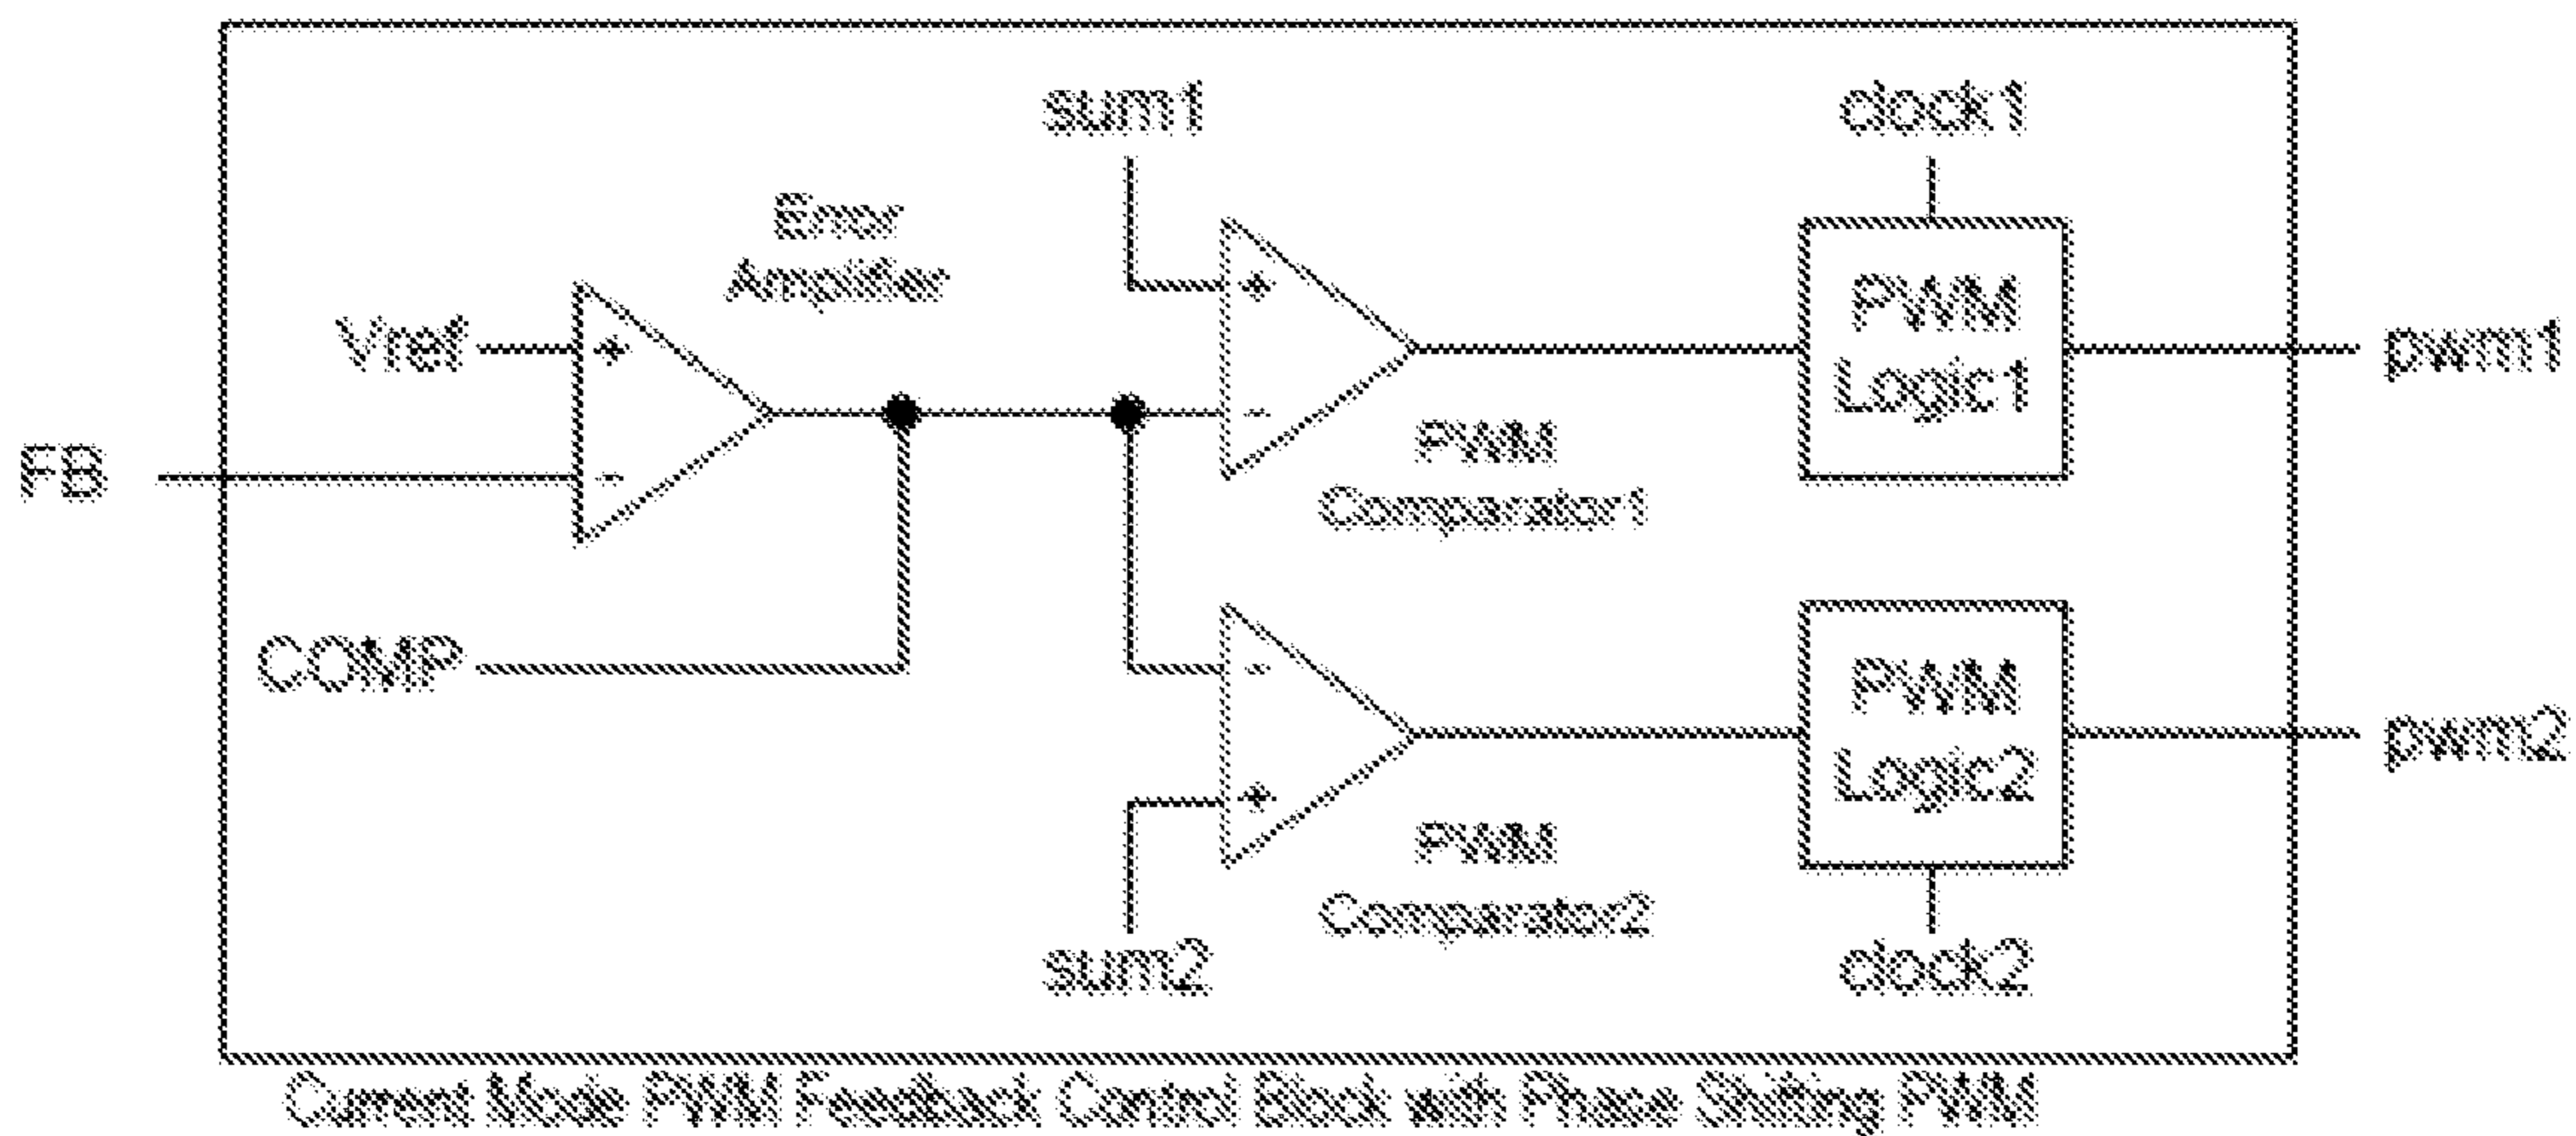 sum1
clock1
Error
Amplifier
Vref
+
+
PWM
Logic1
pwm1
-
PWM
Comparator1
FB
-
COMP
-
PWM
Logic2
pwm2
+
PWM
Comparator2
sum2
clock2
Current Mode PWM Feedback Control Block with Phase Shifting PWM